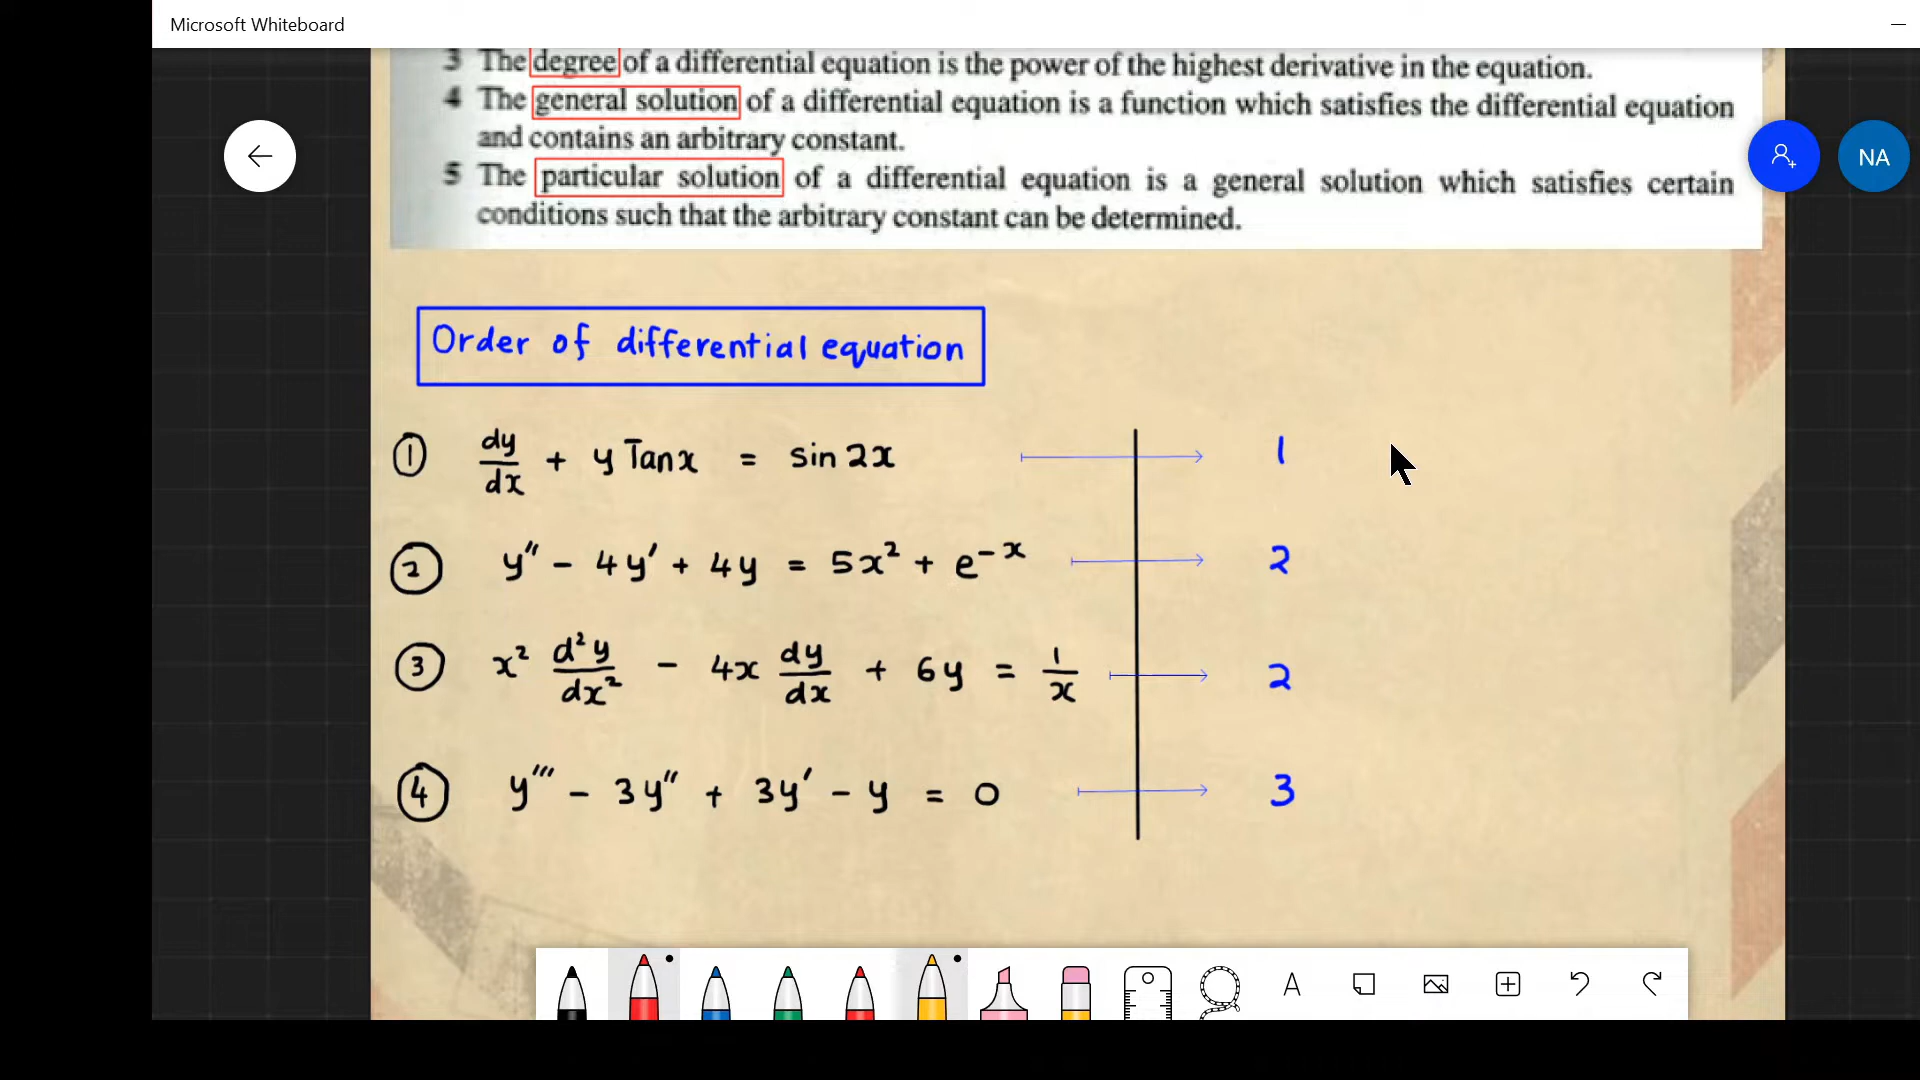 Microsoft Whiteboard
3 The degree of a differential equation is the power of the highest derivative in the equation.
4 The general solution of a differential equation is a function which satisfies the differential equation
and contains an arbitrary constant.
5 The particular solution of a differential equation is a general solution which satisfies certain
conditions such that the arbitrary constant can be determined.
NA
Order of differential equation
① dy/dx + y Tan x = sin 2x 1
② y″ - 4y′ + 4y = 5x² + e⁻ˣ 2
③ x² d²y/dx² - 4x dy/dx + 6y = 1/x 2
④ y‴ - 3y″ + 3y′ - y = 0 3
A